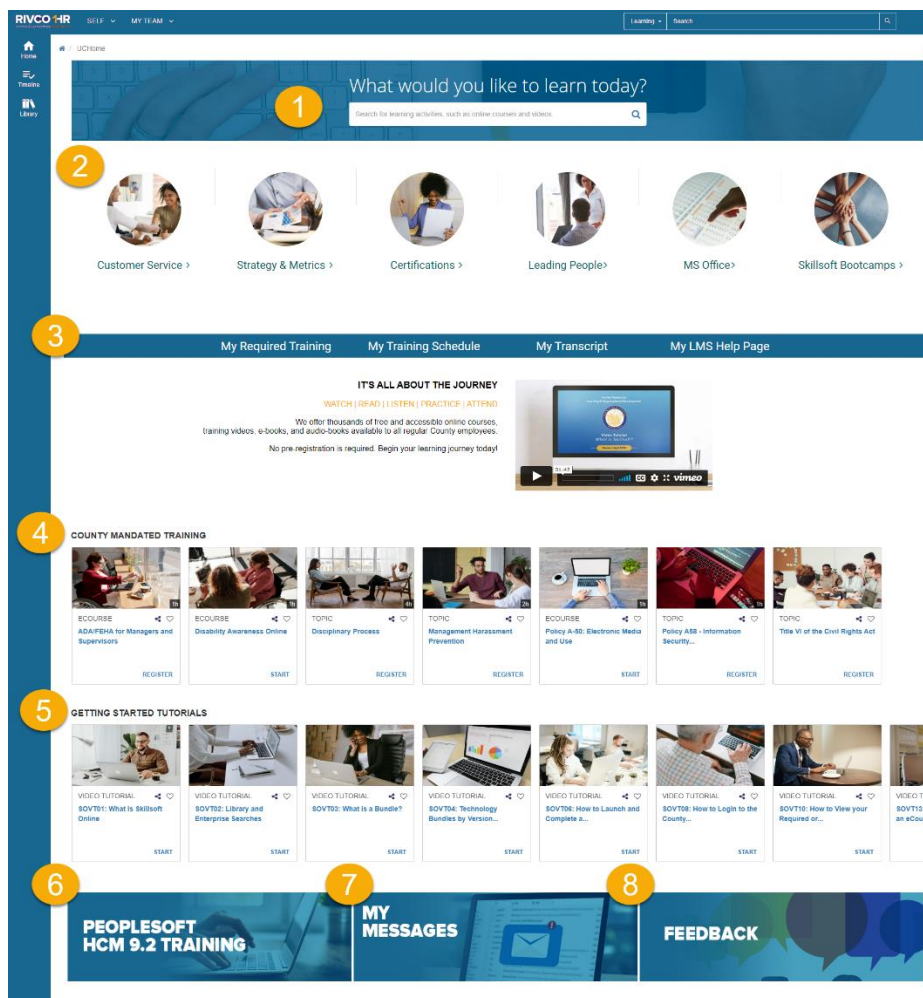 RIVCO HR
SELF
MY TEAM
Learning
Search
Home
Timeline
Library
/ UCHome
1
What would you like to learn today?
Search for learning activities, such as online courses and videos.
2
Customer Service >
Strategy & Metrics >
Certifications >
Leading People>
MS Office>
Skillsoft Bootcamps >
3
My Required Training
My Training Schedule
My Transcript
My LMS Help Page
IT'S ALL ABOUT THE JOURNEY
WATCH | READ | LISTEN | PRACTICE | ATTEND
We offer thousands of free and accessible online courses,
training videos, e-books, and audio-books available to all regular County employees.
No pre-registration is required. Begin your learning journey today!
CC
vimeo
4
COUNTY MANDATED TRAINING
1h
ECOURSE
ADA/FEHA for Managers and
Supervisors
REGISTER
1h
ECOURSE
Disability Awareness Online
START
4h
TOPIC
Disciplinary Process
REGISTER
2h
TOPIC
Management Harassment
Prevention
REGISTER
1h
ECOURSE
Policy A-50: Electronic Media
and Use
START
1h
TOPIC
Policy A58 - Information
Security...
REGISTER
TOPIC
Title VI of the Civil Rights Act
REGISTER
5
GETTING STARTED TUTORIALS
VIDEO TUTORIAL
SOVT01: What is Skillsoft
Online
START
VIDEO TUTORIAL
SOVT02: Library and
Enterprise Searches
START
VIDEO TUTORIAL
SOVT03: What is a Bundle?
START
VIDEO TUTORIAL
SOVT04: Technology
Bundles by Version...
START
VIDEO TUTORIAL
SOVT06: How to Launch and
Complete a...
START
VIDEO TUTORIAL
SOVT08: How to Login to the
County...
START
VIDEO TUTORIAL
SOVT10: How to View your
Required or...
START
VIDEO T
SOVT13
an eCou
6
PEOPLESOFT
HCM 9.2 TRAINING
7
MY
MESSAGES
8
FEEDBACK